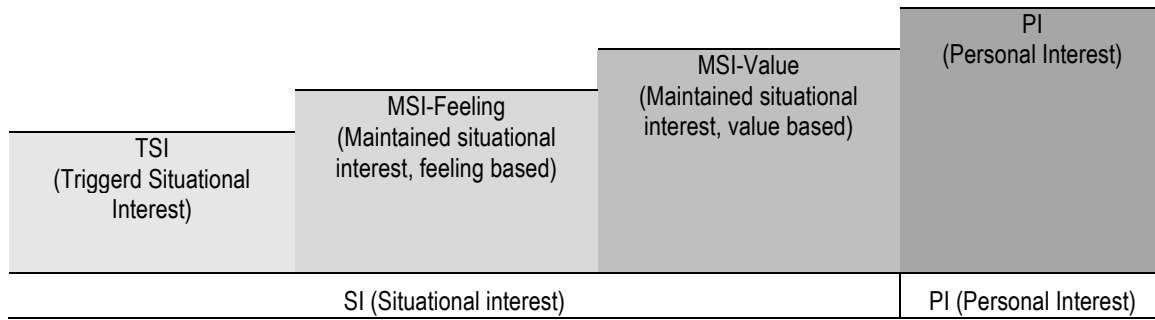 TSI
(Triggerd Situational
Interest)
MSI-Feeling
(Maintained situational
interest, feeling based)
MSI-Value
(Maintained situational
interest, value based)
PI
(Personal Interest)
SI (Situational interest)
PI (Personal Interest)